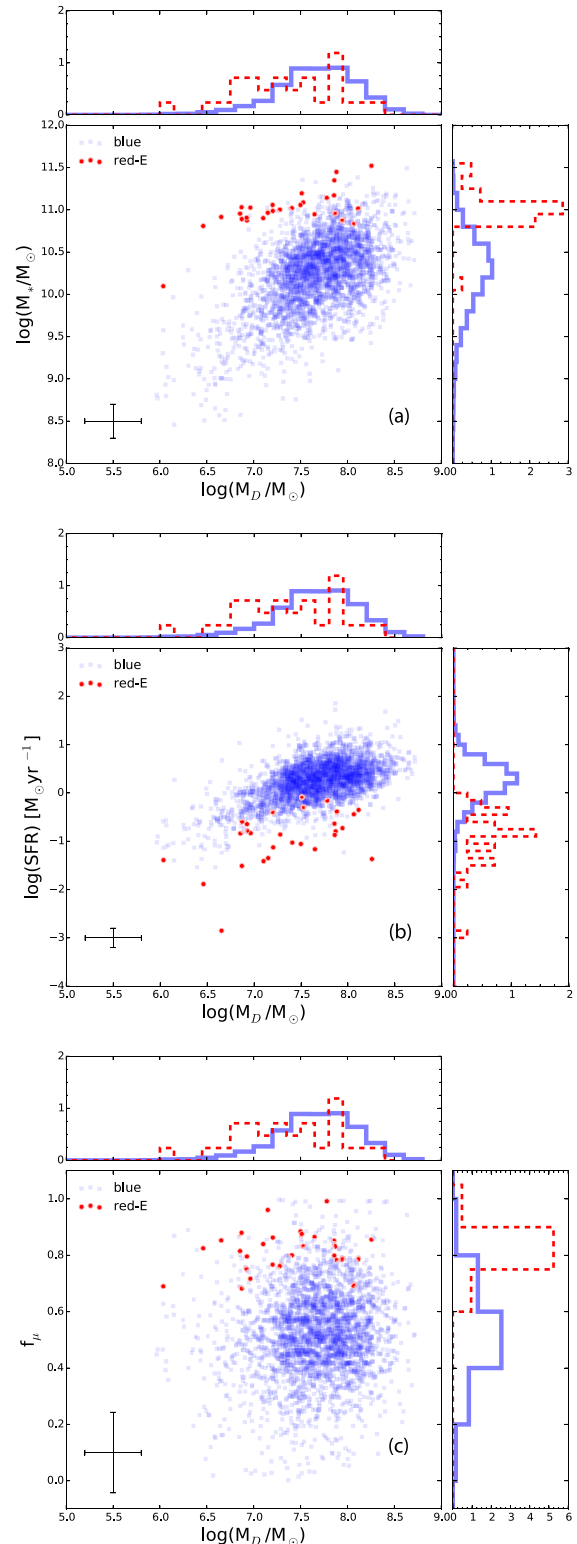 2
1
0
12.0
11.5
11.0
10.5
10.0
9.5
9.0
8.5
8.0
log(M*/M⊙)
blue
red-E
(a)
5.0 5.5 6.0 6.5 7.0 7.5 8.0 8.5 9.0
0 1 2 3
log(M_D/M⊙)
2
1
0
3
2
1
0
−1
−2
−3
−4
log(SFR) [M⊙yr⁻¹]
blue
red-E
(b)
5.0 5.5 6.0 6.5 7.0 7.5 8.0 8.5 9.0
0 1 2
log(M_D/M⊙)
2
1
0
1.0
0.8
0.6
0.4
0.2
0.0
f_μ
blue
red-E
(c)
5.0 5.5 6.0 6.5 7.0 7.5 8.0 8.5 9.0
0 1 2 3 4 5 6
log(M_D/M⊙)